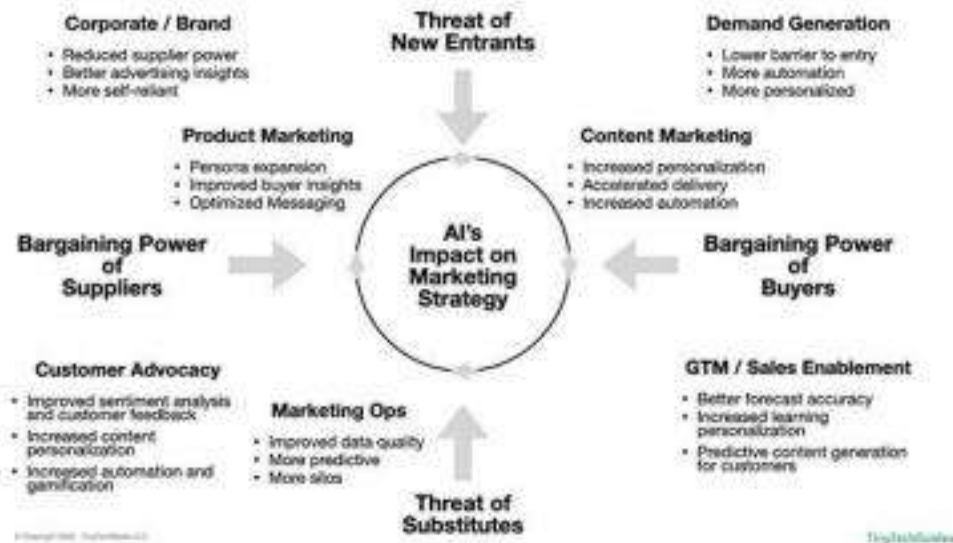 Corporate / Brand
• Reduced supplier power
• Better advertising insights
• More self-reliant
Threat of
New Entrants
Demand Generation
• Lower barrier to entry
• More automation
• More personalized
Product Marketing
• Persona expansion
• Improved buyer insights
• Optimized Messaging
Content Marketing
• Increased personalization
• Accelerated delivery
• Increased automation
Bargaining Power
of
Suppliers
AI's
Impact on
Marketing
Strategy
Bargaining Power
of
Buyers
Customer Advocacy
• Improved sentiment analysis
and customer feedback
• Increased content
personalization
• Increased automation and
gamification
Marketing Ops
• Improved data quality
• More predictive
• More silos
GTM / Sales Enablement
• Better forecast accuracy
• Increased learning
personalization
• Predictive content generation
for customers
Threat of
Substitutes
TinyTechGuides